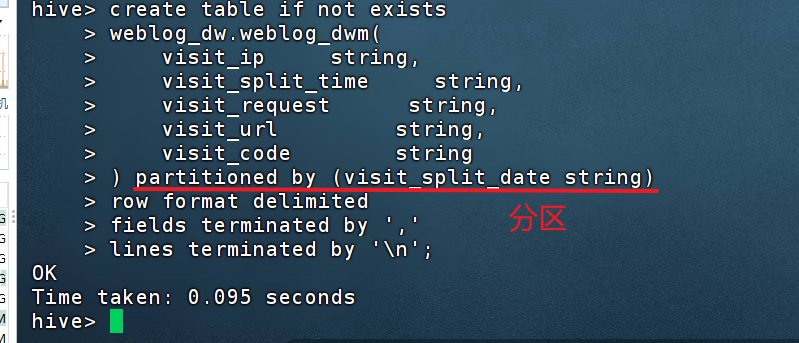 hive> create table if not exists
    > weblog_dw.weblog_dwm(
    >     visit_ip     string,
    >     visit_split_time     string,
    >     visit_request      string,
    >     visit_url         string,
    >     visit_code        string
    > ) partitioned by (visit_split_date string)
    > row format delimited
    > fields terminated by ','
分区
    > lines terminated by '\n';
OK
Time taken: 0.095 seconds
hive>